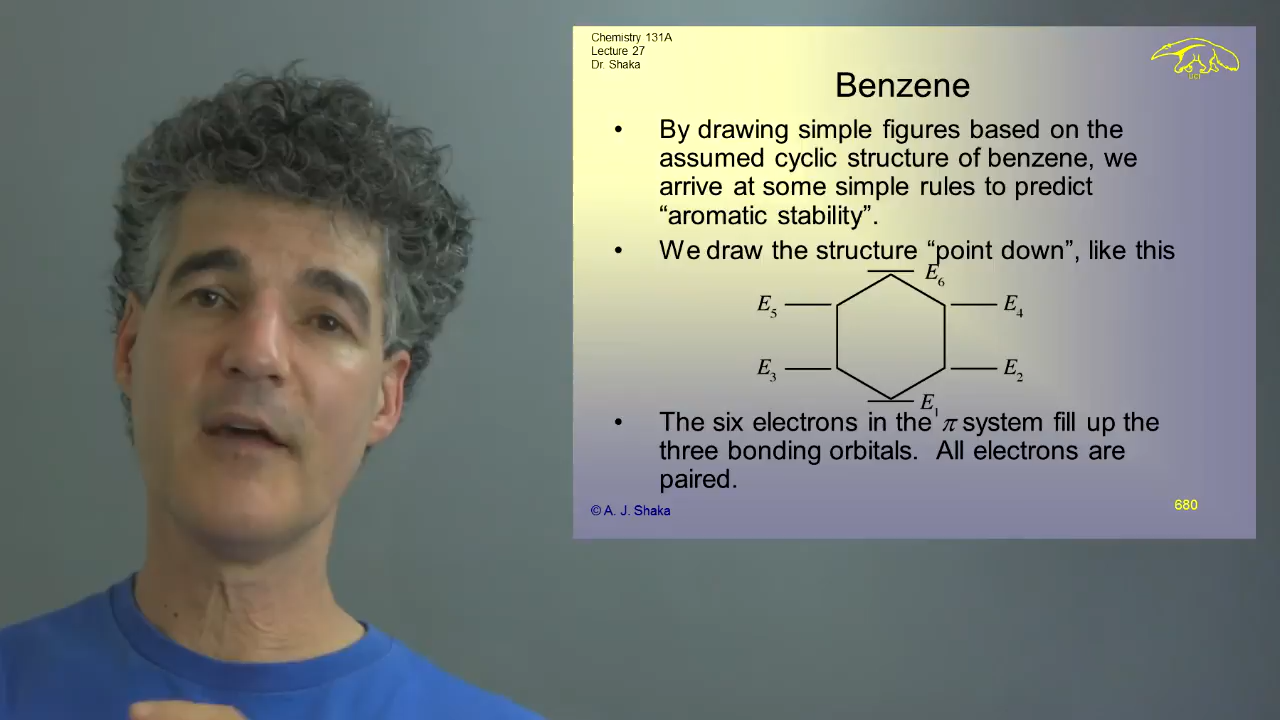 Chemistry 131A
Lecture 27
Dr. Shaka
UCI
Benzene
• By drawing simple figures based on the
assumed cyclic structure of benzene, we
arrive at some simple rules to predict
“aromatic stability”.
• We draw the structure “point down”, like this
E₆
E₅ E₄
E₃ E₂
E₁
• The six electrons in the π system fill up the
three bonding orbitals. All electrons are
paired.
© A. J. Shaka
680